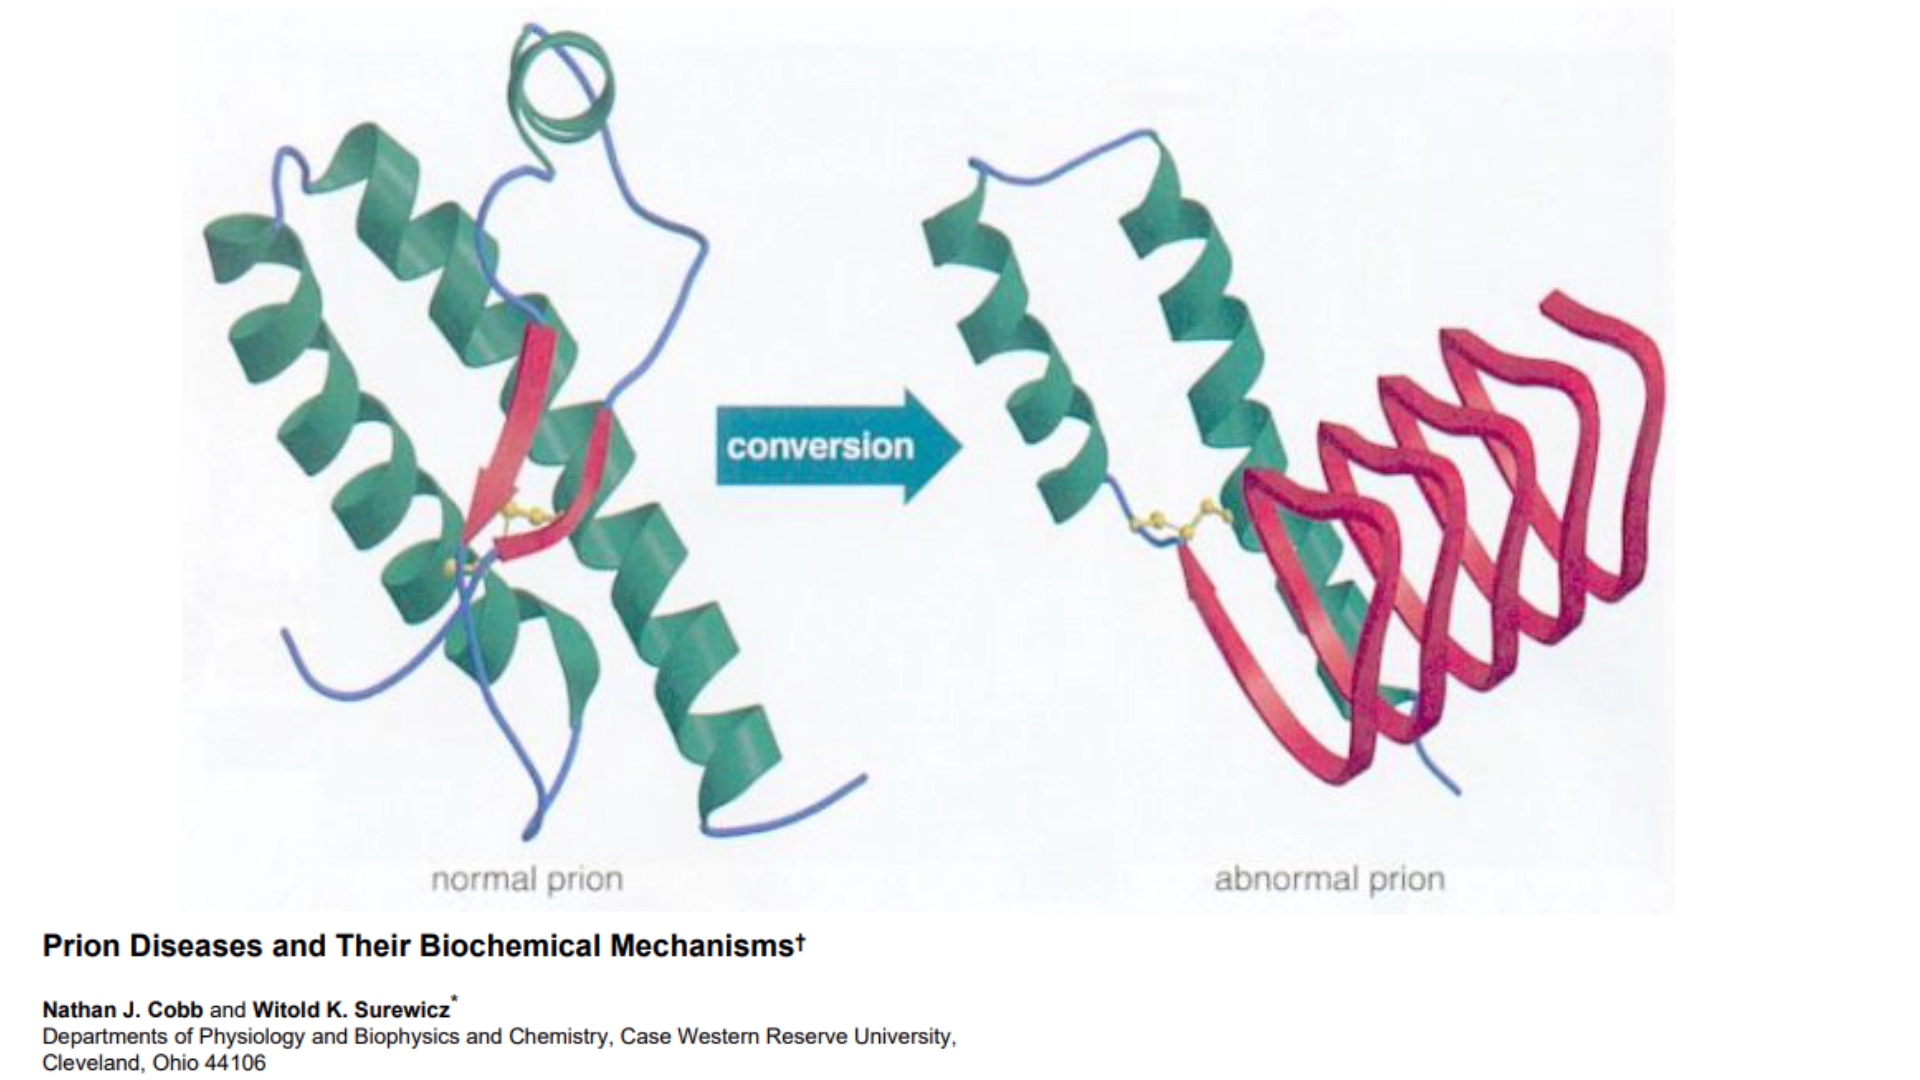 conversion
normal prion
abnormal prion
Prion Diseases and Their Biochemical Mechanisms†
Nathan J. Cobb and Witold K. Surewicz*
Departments of Physiology and Biophysics and Chemistry, Case Western Reserve University,
Cleveland, Ohio 44106